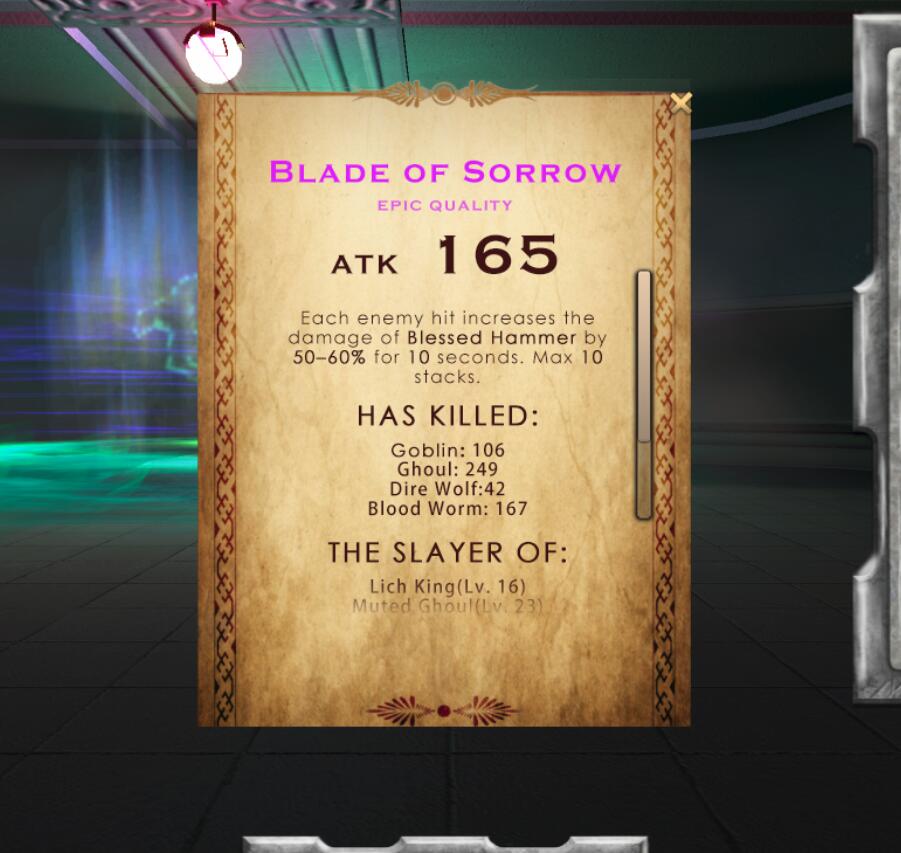 BLADE OF SORROW
EPIC QUALITY
ATK 165
Each enemy hit increases the
damage of Blessed Hammer by
50–60% for 10 seconds. Max 10
stacks.
HAS KILLED:
Goblin: 106
Ghoul: 249
Dire Wolf:42
Blood Worm: 167
THE SLAYER OF:
Lich King(Lv. 16)
Muted Ghoul(Lv. 23)